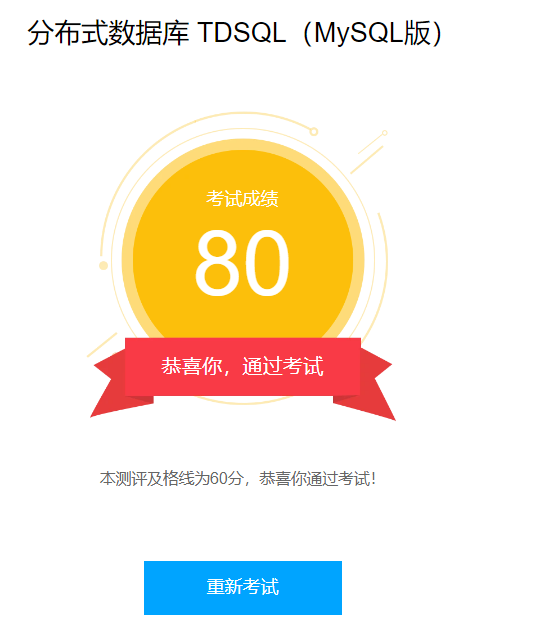 分布式数据库 TDSQL（MySQL版）
考试成绩
80
恭喜你，通过考试
本测评及格线为60分，恭喜你通过考试！
重新考试